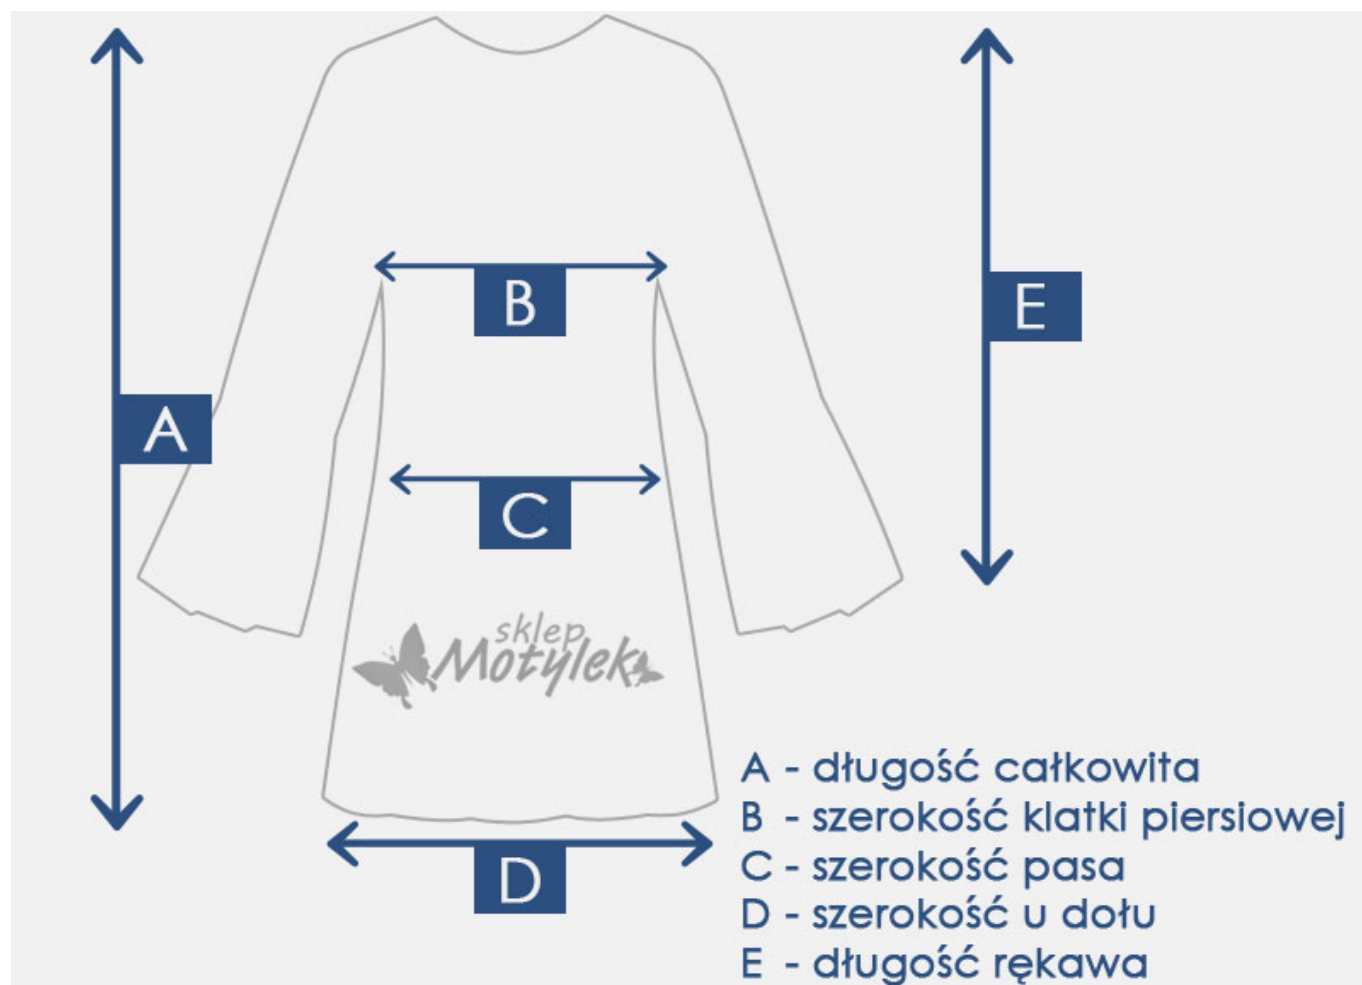 A
B
E
C
sklep
Motylek
D
A - długość całkowita
B - szerokość klatki piersiowej
C - szerokość pasa
D - szerokość u dołu
E - długość rękawa